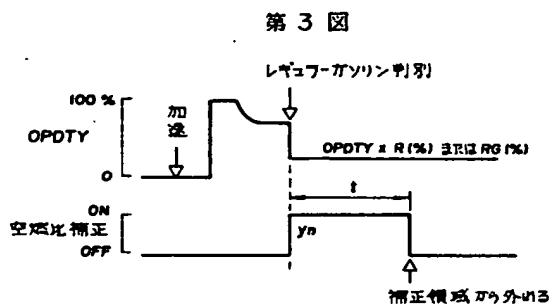 第3図
レギュラーガソリン判別
100%
加速
OPDTY
OPDTY x R(%) または RG(%)
0
t
ON
空燃比補正
yn
OFF
補正領域から外れる